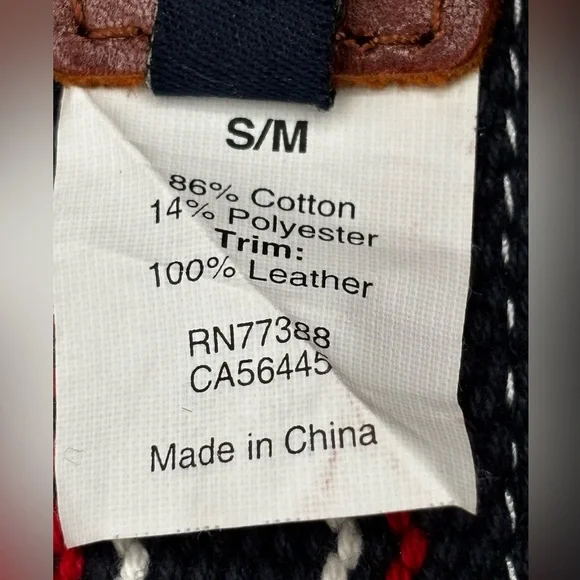 S/M
86% Cotton
14% Polyester
Trim:
100% Leather
RN77388
CA56445
Made in China